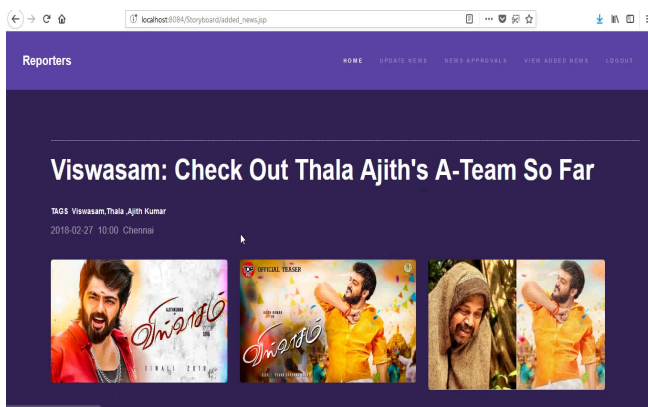 localhost:8084/Storyboard/added_news.jsp
Reporters
HOME UPDATE NEWS NEWS APPROVALS VIEW ADDED NEWS LOGOUT
Viswasam: Check Out Thala Ajith's A-Team So Far
TAGS Viswasam,Thala ,Ajith Kumar
2018-02-27 10:00 Chennai
விஸ்வாசம்
DIWALI 2018
OFFICIAL TEASER
விஸ்வாசம்